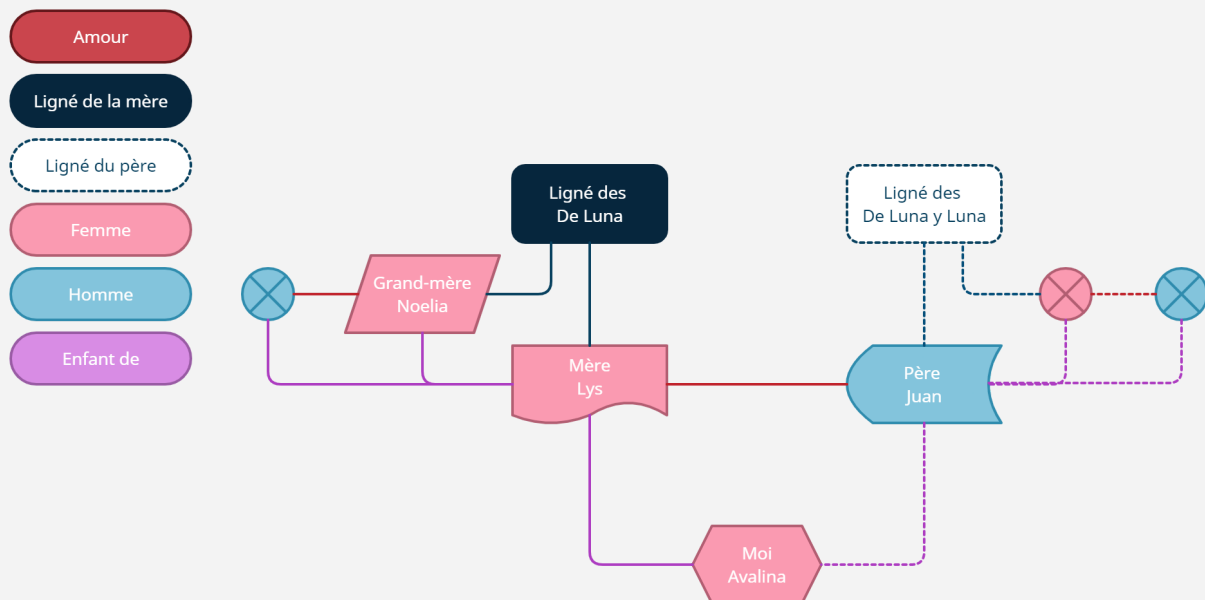 Amour
Ligné de la mère
Ligné du père
Femme
Homme
Enfant de
Ligné des
De Luna
Ligné des
De Luna y Luna
Grand-mère
Noelia
Mère
Lys
Père
Juan
Moi
Avalina